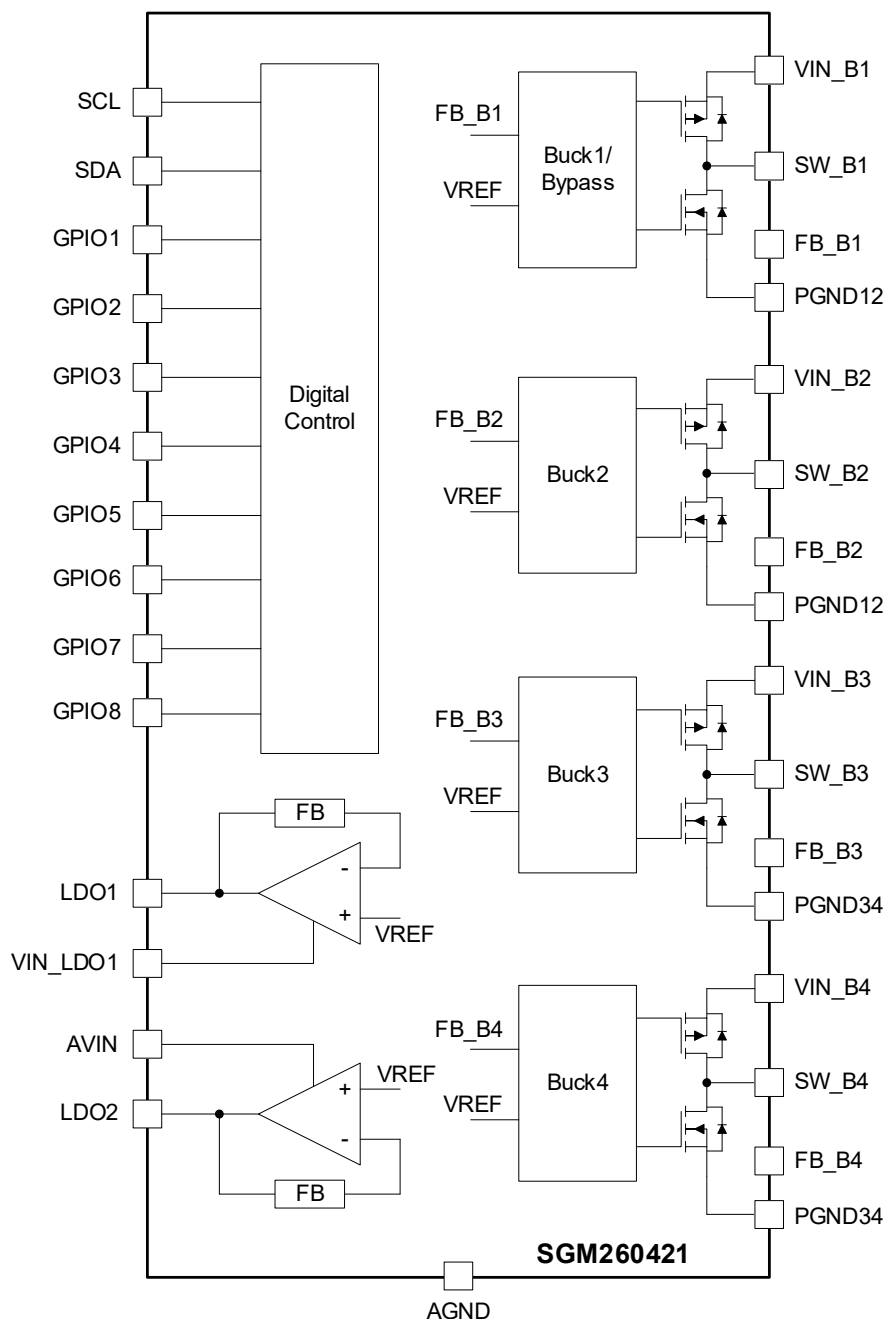 SCL
SDA
GPIO1
GPIO2
GPIO3
GPIO4
GPIO5
GPIO6
GPIO7
GPIO8
Digital
Control
FB
-
+
VREF
LDO1
VIN_LDO1
AVIN
LDO2
+
VREF
-
FB
FB_B1
VREF
Buck1/
Bypass
VIN_B1
SW_B1
FB_B1
PGND12
FB_B2
VREF
Buck2
VIN_B2
SW_B2
FB_B2
PGND12
FB_B3
VREF
Buck3
VIN_B3
SW_B3
FB_B3
PGND34
FB_B4
VREF
Buck4
VIN_B4
SW_B4
FB_B4
PGND34
SGM260421
AGND